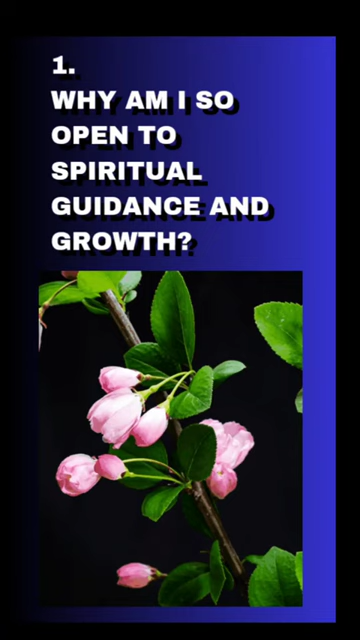 1.
WHY AM I SO
OPEN TO
SPIRITUAL
GUIDANCE AND
GROWTH?